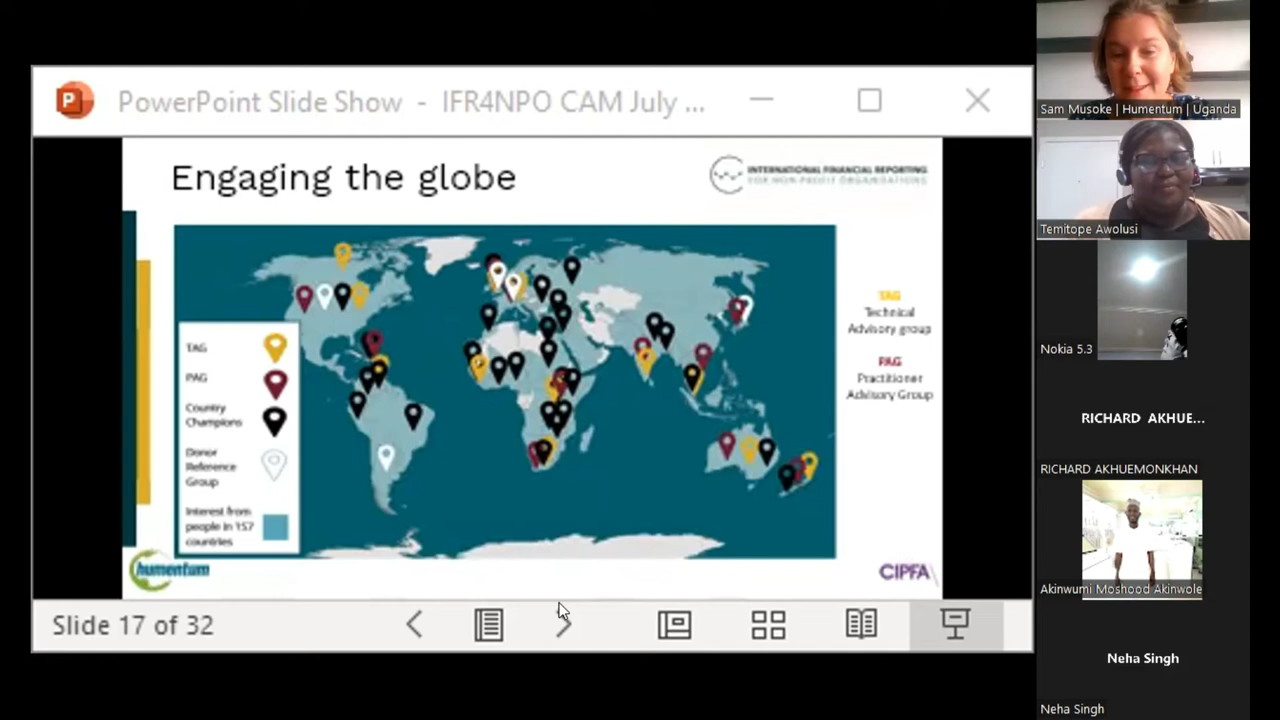 PowerPoint Slide Show - IFR4NPO CAM July ...
Engaging the globe
INTERNATIONAL FINANCIAL REPORTING
FOR NON-PROFIT ORGANISATIONS
TAG
PAG
Country
Champions
Donor
Reference
Group
Interest from
people in 157
countries
TAG
Technical
Advisory group
PAG
Practitioner
Advisory Group
humentum
CIPFA
Slide 17 of 32
Sam Musoke | Humentum | Uganda
Temitope Awolusi
Nokia 5.3
RICHARD AKHUE...
RICHARD AKHUEMONKHAN
Akinwumi Moshood Akinwole
Neha Singh
Neha Singh